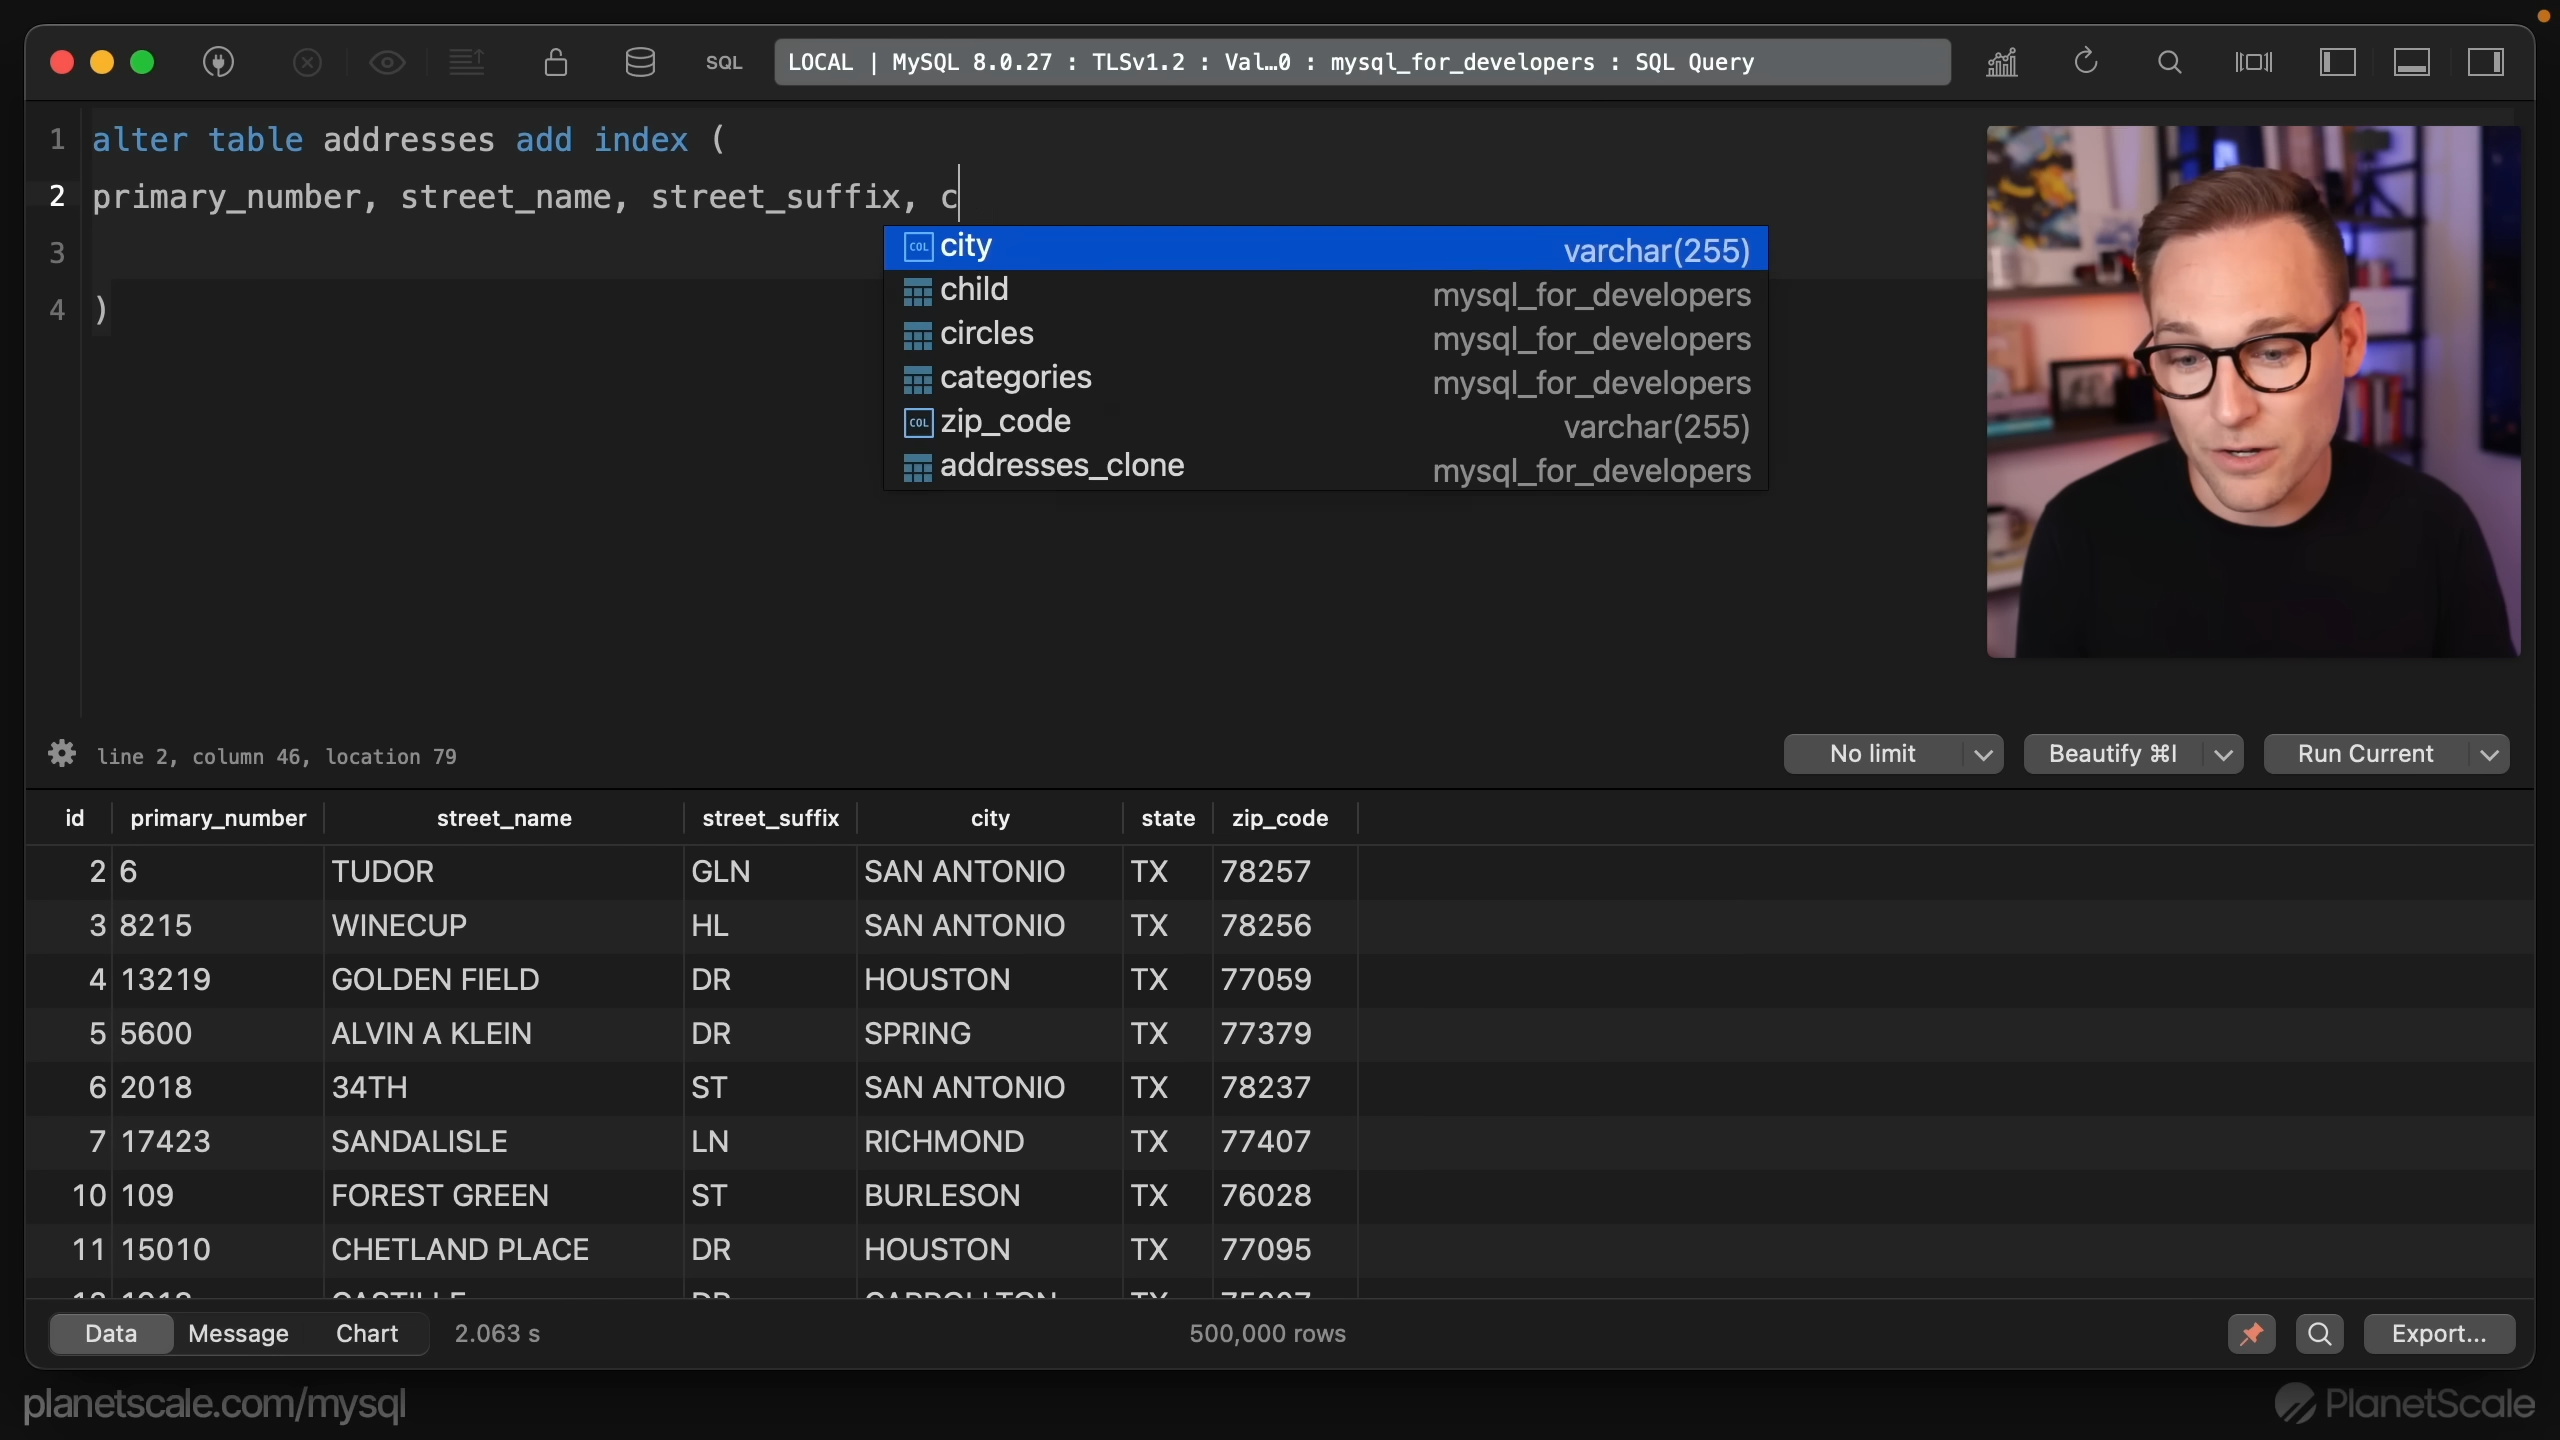 SQL
LOCAL | MySQL 8.0.27 : TLSv1.2 : Val…0 : mysql_for_developers : SQL Query
1 alter table addresses add index (
2 primary_number, street_name, street_suffix, c
3
4 )
COL city varchar(255)
child mysql_for_developers
circles mysql_for_developers
categories mysql_for_developers
COL zip_code varchar(255)
addresses_clone mysql_for_developers
line 2, column 46, location 79
No limit
Beautify ⌘I
Run Current
id primary_number street_name street_suffix city state zip_code
2 6 TUDOR GLN SAN ANTONIO TX 78257
3 8215 WINECUP HL SAN ANTONIO TX 78256
4 13219 GOLDEN FIELD DR HOUSTON TX 77059
5 5600 ALVIN A KLEIN DR SPRING TX 77379
6 2018 34TH ST SAN ANTONIO TX 78237
7 17423 SANDALISLE LN RICHMOND TX 77407
10 109 FOREST GREEN ST BURLESON TX 76028
11 15010 CHETLAND PLACE DR HOUSTON TX 77095
Data Message Chart 2.063 s
500,000 rows
Export...
planetscale.com/mysql
PlanetScale